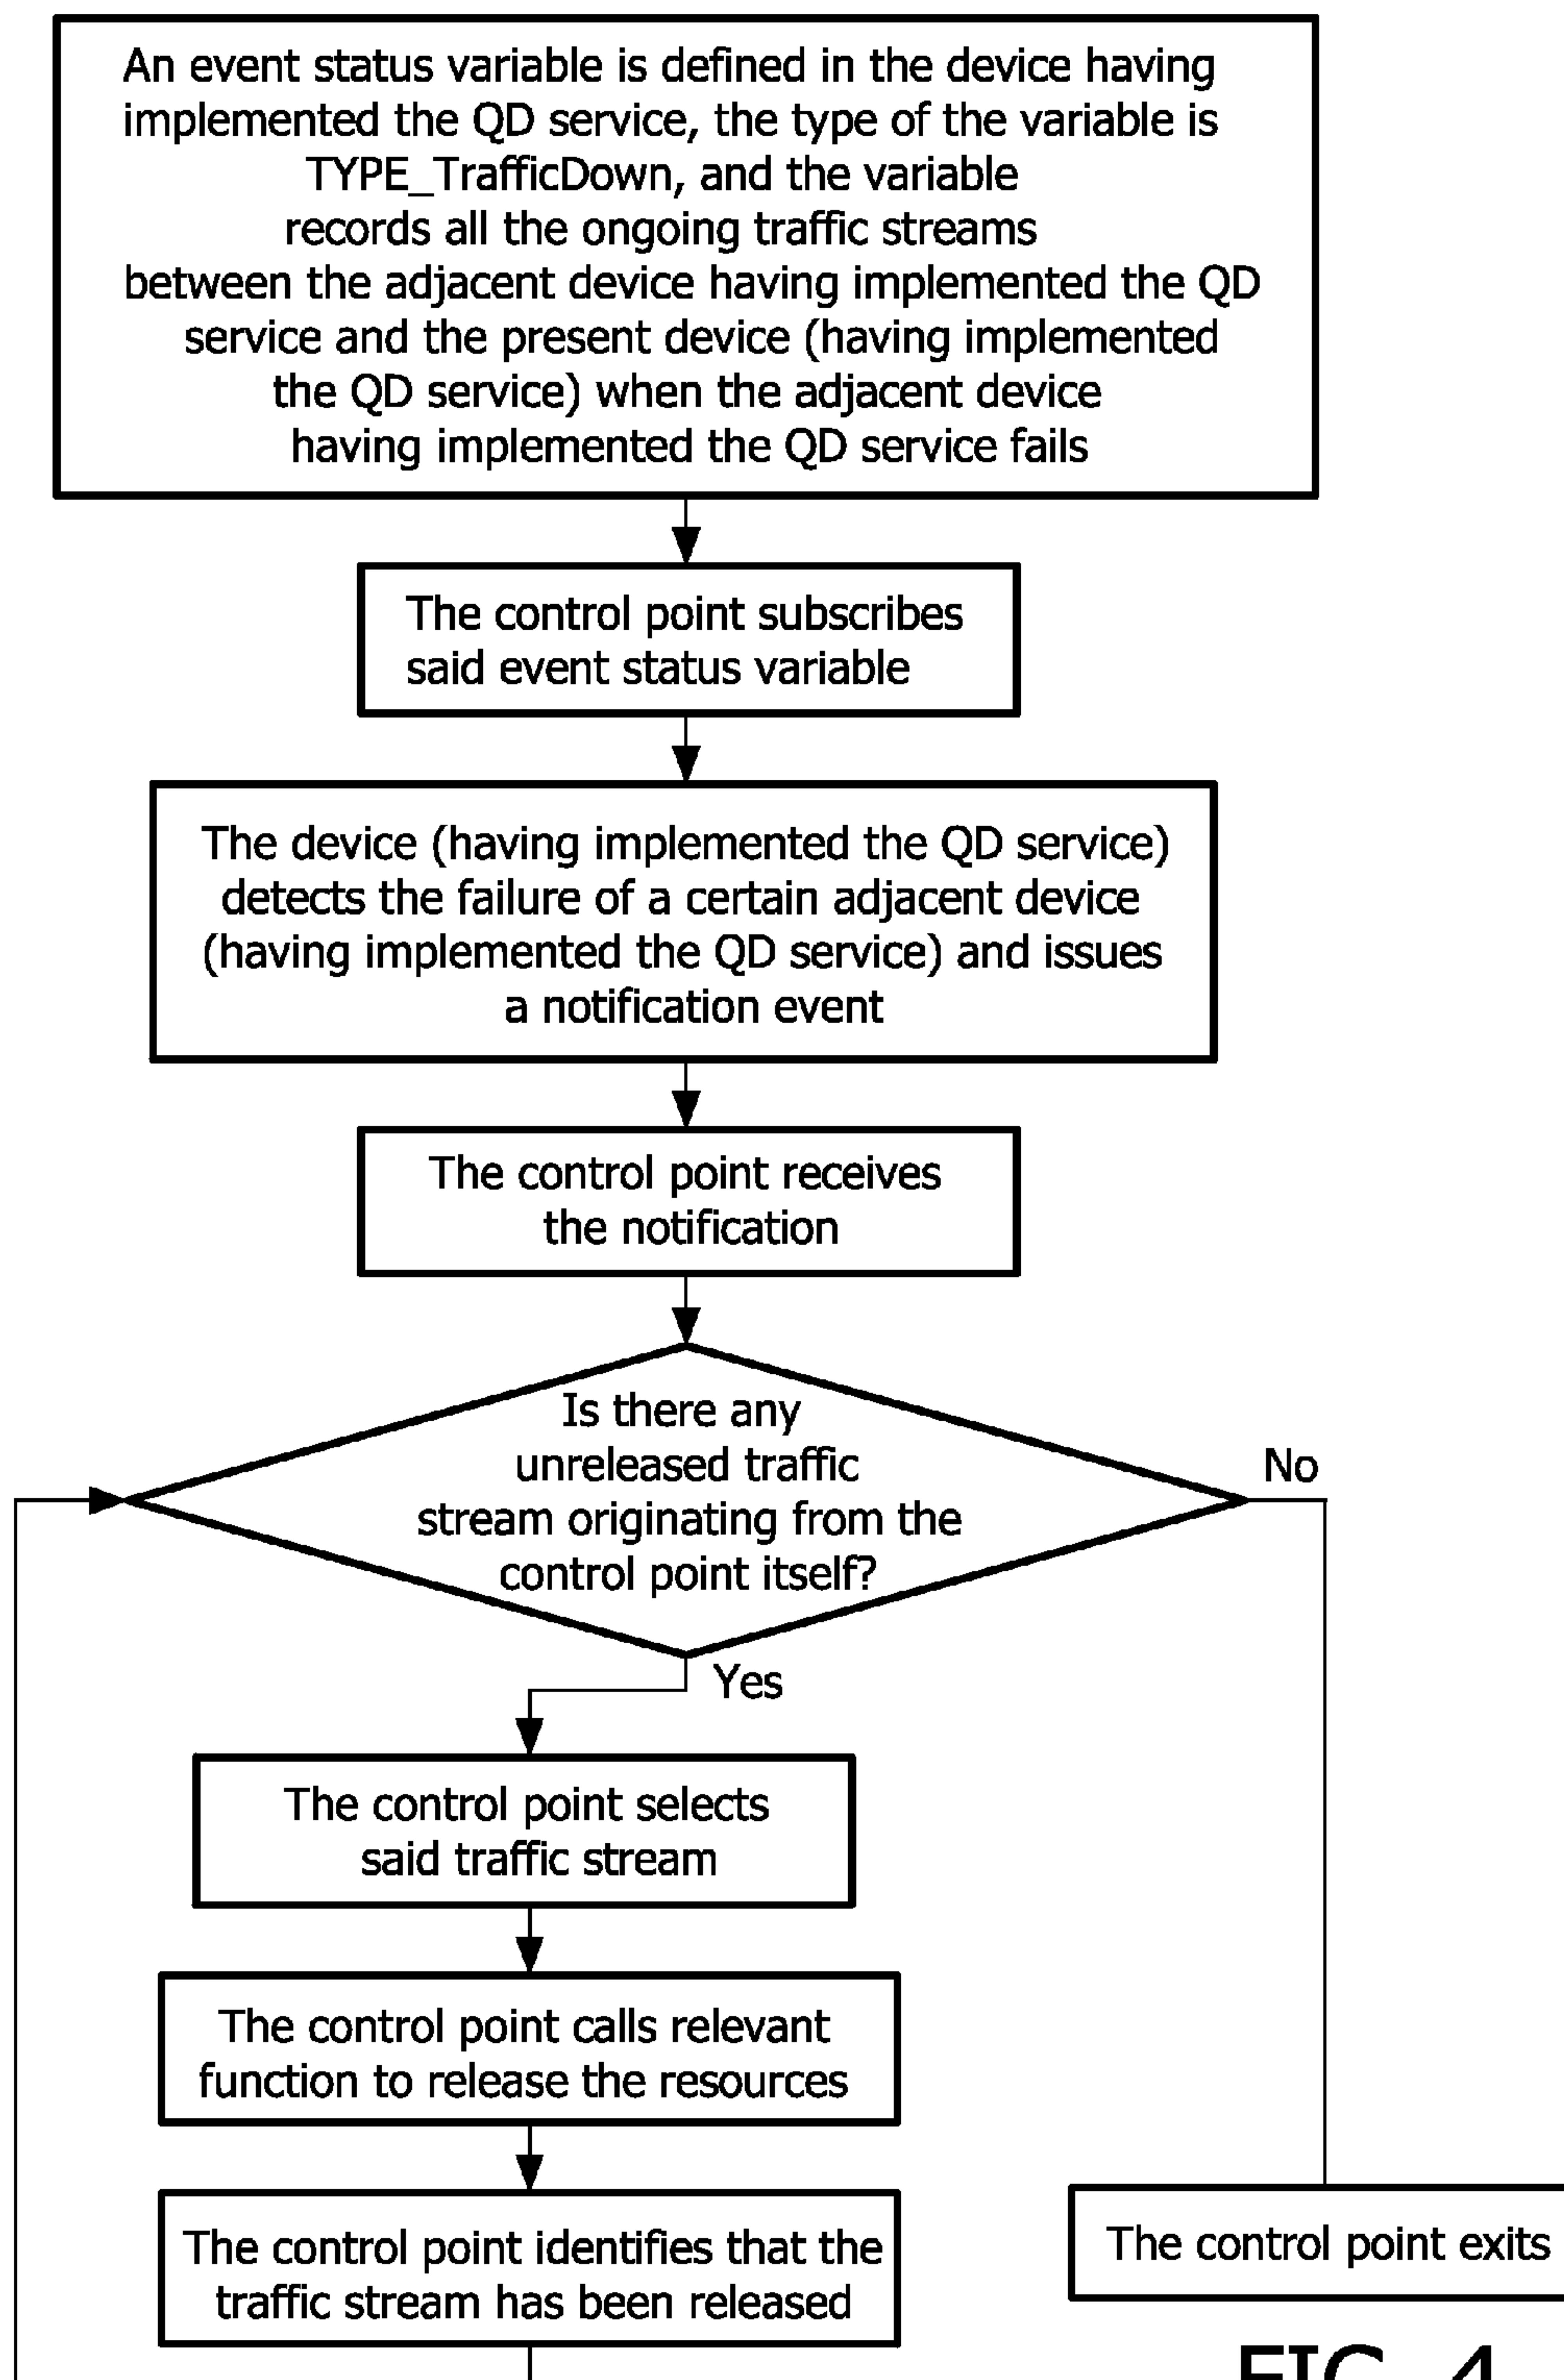 An event status variable is defined in the device having
implemented the QD service, the type of the variable is
TYPE_TrafficDown, and the variable
records all the ongoing traffic streams
between the adjacent device having implemented the QD
service and the present device (having implemented
the QD service) when the adjacent device
having implemented the QD service fails
The control point subscribes
said event status variable
The device (having implemented the QD service)
detects the failure of a certain adjacent device
(having implemented the QD service) and issues
a notification event
The control point receives
the notification
Is there any
unreleased traffic
stream originating from the
control point itself?
No
Yes
The control point selects
said traffic stream
The control point calls relevant
function to release the resources
The control point identifies that the
traffic stream has been released
The control point exits
FIG. 4